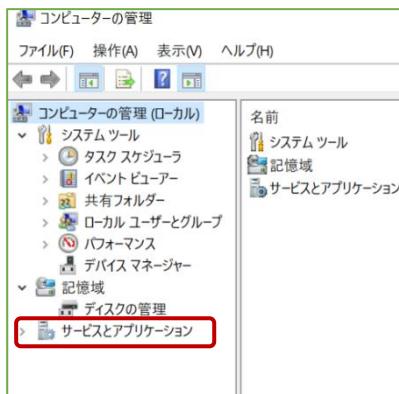 コンピューターの管理
ファイル(F) 操作(A) 表示(V) ヘルプ(H)
コンピューターの管理 (ローカル)
システム ツール
タスク スケジューラ
イベント ビューアー
共有フォルダー
ローカル ユーザーとグループ
パフォーマンス
デバイス マネージャー
記憶域
ディスクの管理
サービスとアプリケーション
名前
システム ツール
記憶域
サービスとアプリケーション